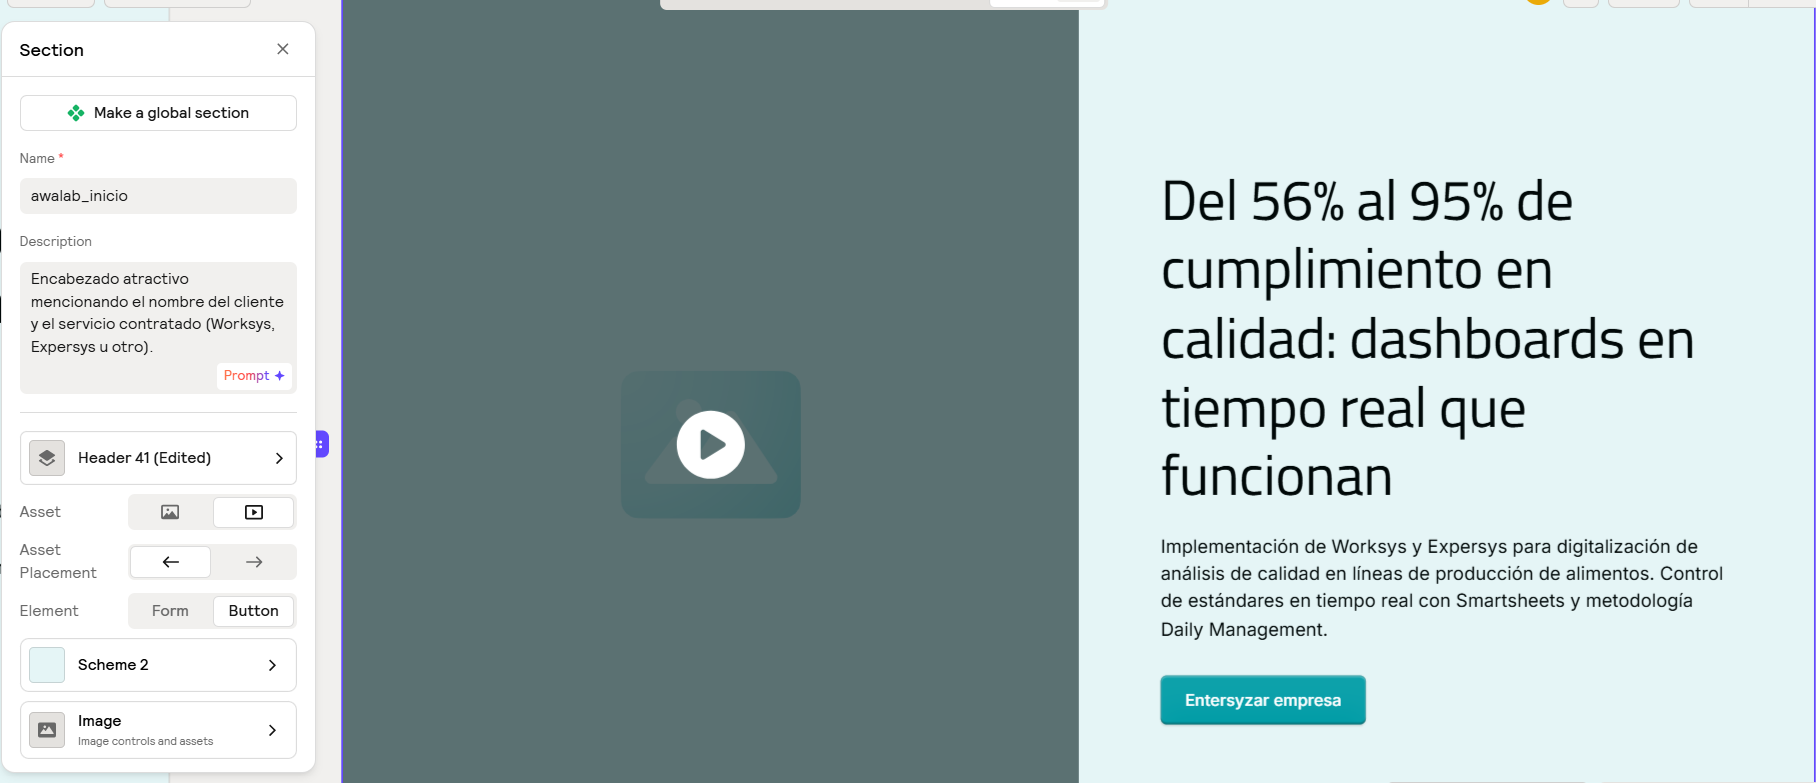 Section
Make a global section
Name *
awalab_inicio
Description
Encabezado atractivo
mencionando el nombre del cliente
y el servicio contratado (Worksys,
Expersys u otro).
Prompt
Header 41 (Edited)
Asset
Asset
Placement
Element
Form
Button
Scheme 2
Image
Image controls and assets
Del 56% al 95% de
cumplimiento en
calidad: dashboards en
tiempo real que
funcionan
Implementación de Worksys y Expersys para digitalización de
análisis de calidad en líneas de producción de alimentos. Control
de estándares en tiempo real con Smartsheets y metodología
Daily Management.
Entersyzar empresa